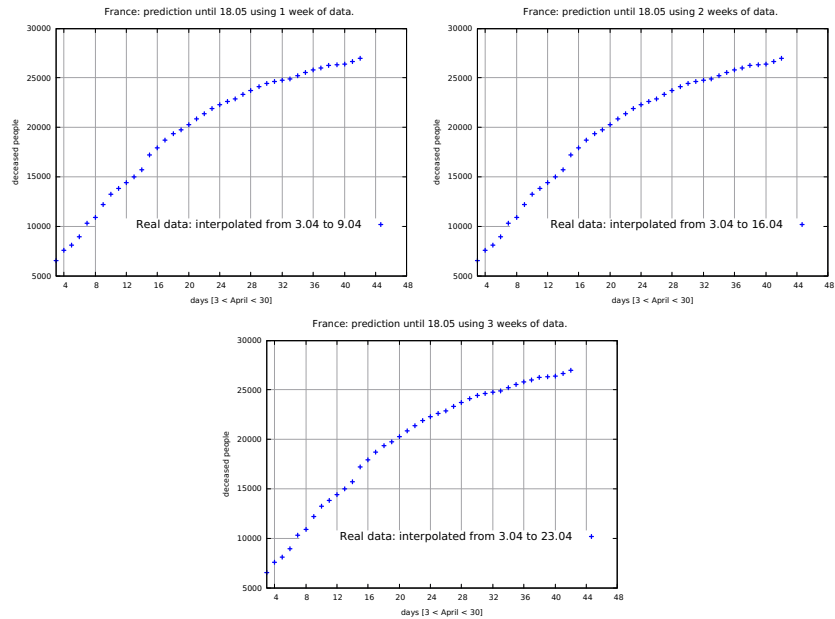 France: prediction until 18.05 using 1 week of data.
30000
25000
20000
15000
10000
5000
deceased people
Real data: interpolated from 3.04 to 9.04
4 8 12 16 20 24 28 32 36 40 44 48
days [3 < April < 30]
France: prediction until 18.05 using 2 weeks of data.
30000
25000
20000
15000
10000
5000
deceased people
Real data: interpolated from 3.04 to 16.04
4 8 12 16 20 24 28 32 36 40 44 48
days [3 < April < 30]
France: prediction until 18.05 using 3 weeks of data.
30000
25000
20000
15000
10000
5000
deceased people
Real data: interpolated from 3.04 to 23.04
4 8 12 16 20 24 28 32 36 40 44 48
days [3 < April < 30]